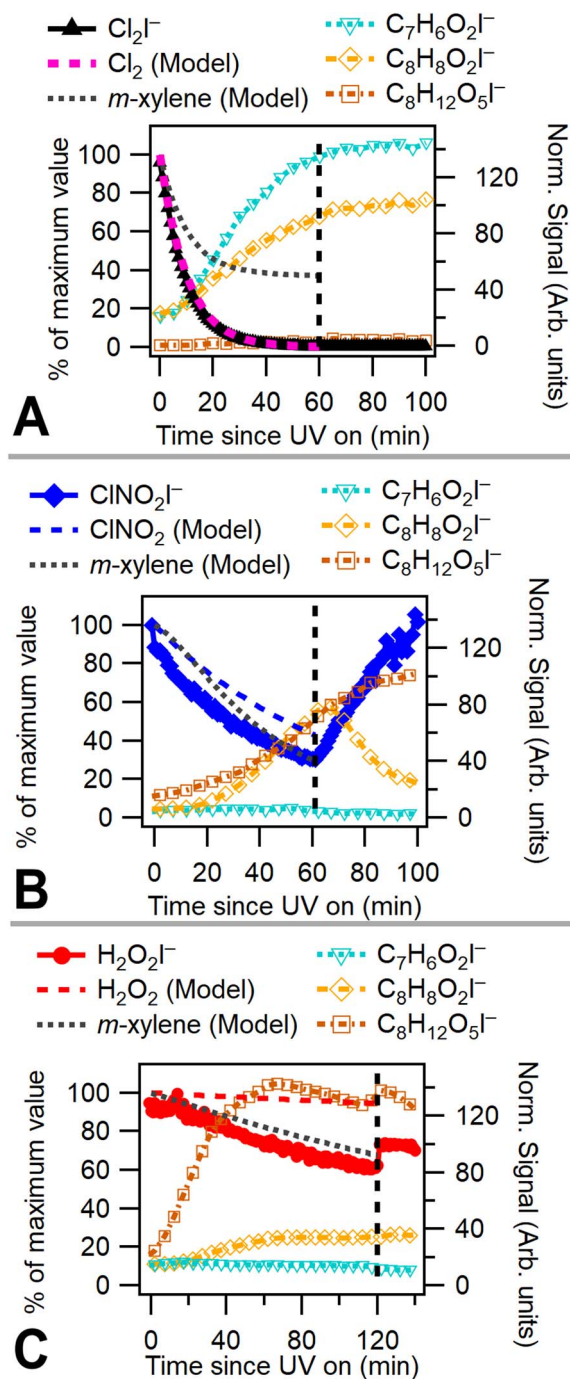 Cl₂I⁻
Cl₂ (Model)
m-xylene (Model)
C₇H₆O₂I⁻
C₈H₈O₂I⁻
C₈H₁₂O₅I⁻
% of maximum value
100
80
60
40
20
0
Norm. Signal (Arb. units)
120
80
40
0
0 20 40 60 80 100
Time since UV on (min)
A
ClNO₂I⁻
ClNO₂ (Model)
m-xylene (Model)
C₇H₆O₂I⁻
C₈H₈O₂I⁻
C₈H₁₂O₅I⁻
% of maximum value
100
80
60
40
20
0
Norm. Signal (Arb. units)
120
80
40
0
0 20 40 60 80 100
Time since UV on (min)
B
H₂O₂I⁻
H₂O₂ (Model)
m-xylene (Model)
C₇H₆O₂I⁻
C₈H₈O₂I⁻
C₈H₁₂O₅I⁻
% of maximum value
100
80
60
40
20
0
Norm. Signal (Arb. units)
120
80
40
0
0 40 80 120
Time since UV on (min)
C